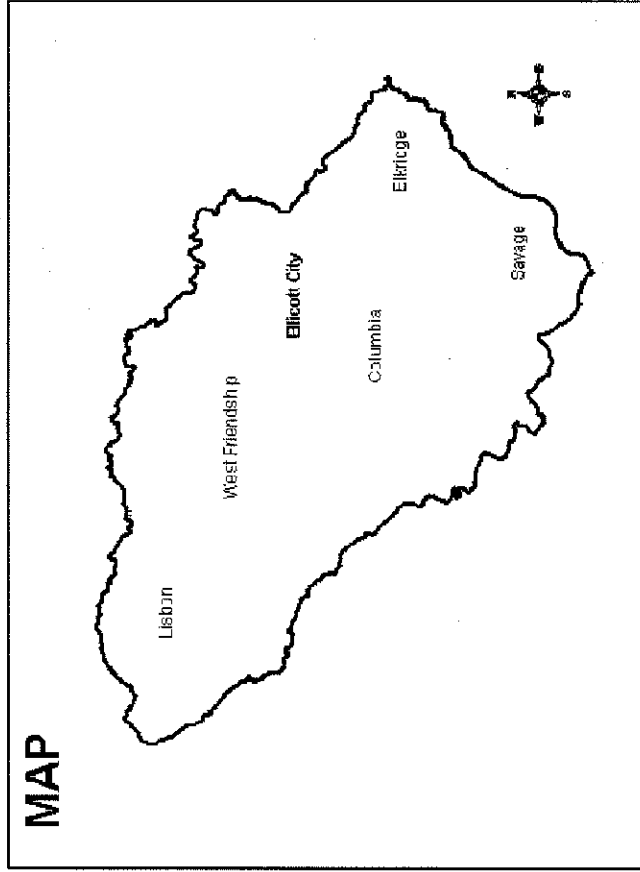 MAP
Lisbon
West Friendship
Ellicott City
Columbia
Elkridge
Savage
N
W
E
S